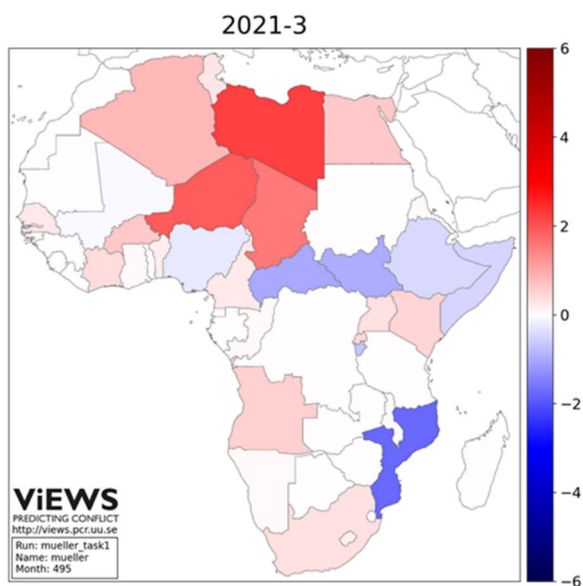 2021-3
6
4
2
0
−2
−4
−6
ViEWS
PREDICTING CONFLICT
http://views.pcr.uu.se
Run: mueller_task1
Name: mueller
Month: 495